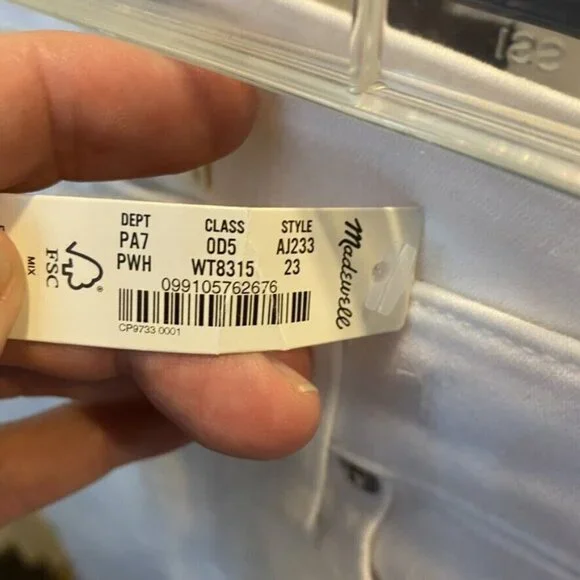 DEPT CLASS STYLE
PA7 0D5 AJ233
PWH WT8315 23
099105762676
CP9733 0001
Madewell
FSC
®
MIX